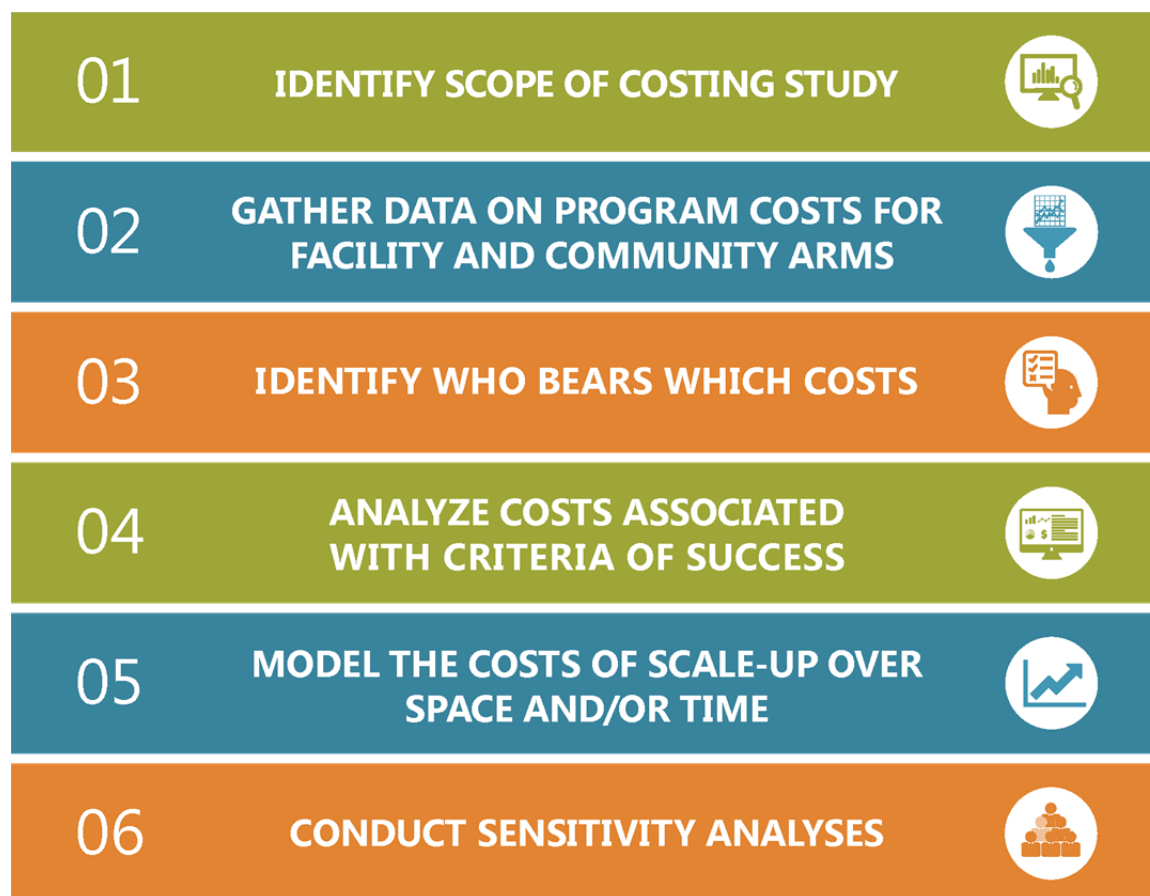 01
IDENTIFY SCOPE OF COSTING STUDY
02
GATHER DATA ON PROGRAM COSTS FOR
FACILITY AND COMMUNITY ARMS
03
IDENTIFY WHO BEARS WHICH COSTS
04
ANALYZE COSTS ASSOCIATED
WITH CRITERIA OF SUCCESS
05
MODEL THE COSTS OF SCALE-UP OVER
SPACE AND/OR TIME
06
CONDUCT SENSITIVITY ANALYSES